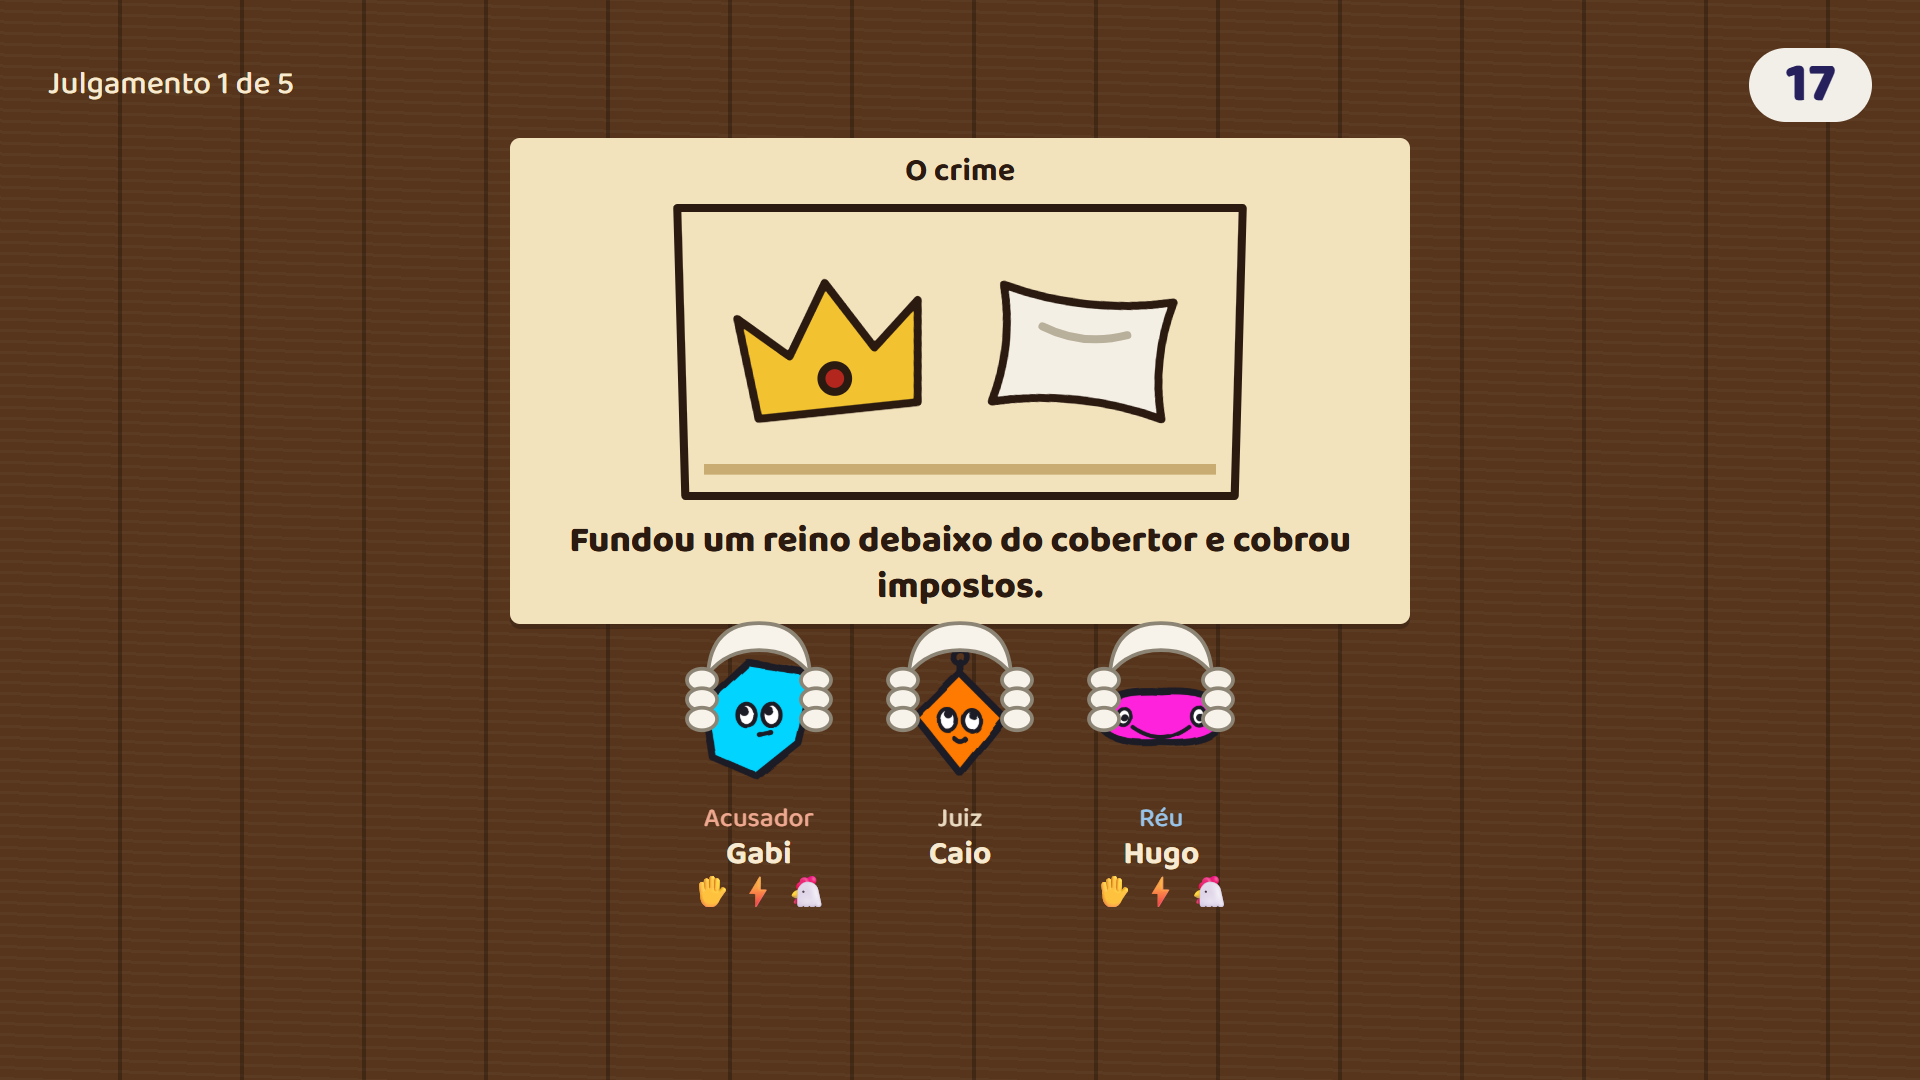 Julgamento 1 de 5
17
O crime
Fundou um reino debaixo do cobertor e cobrou
impostos.
Acusador
Juiz
Réu
Gabi
Caio
Hugo